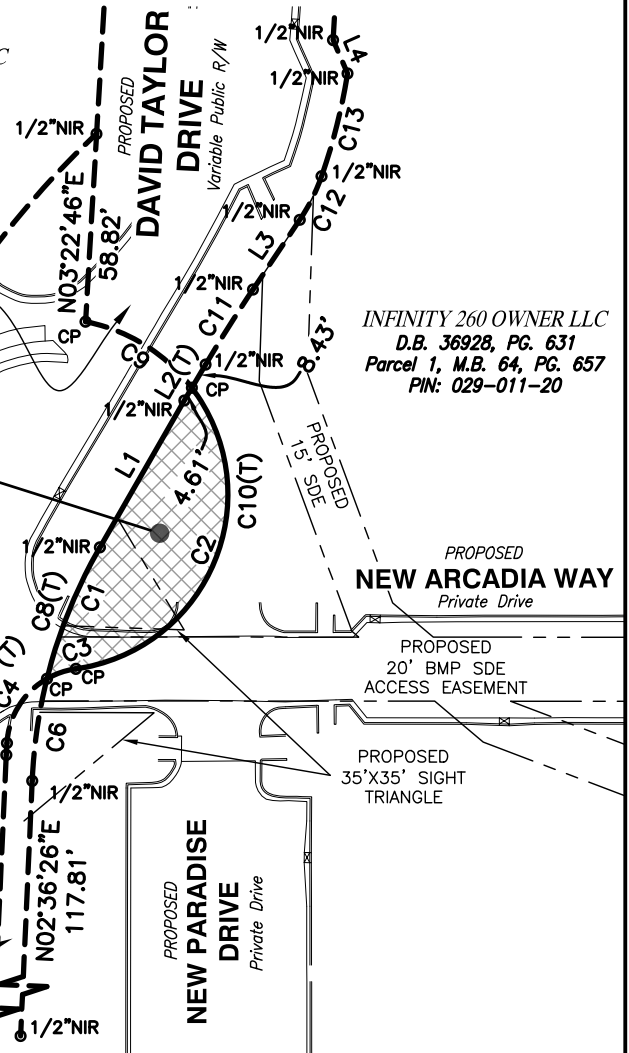 C
1/2"NIR
L4
1/2"NIR
1/2"NIR
PROPOSED
DAVID TAYLOR
DRIVE
Variable Public R/W
C13
1/2"NIR
C12
1/2"NIR
N03°22'46"E
58.82'
L3
1/2"NIR
CP
C9
C11
8.43'
INFINITY 260 OWNER LLC
D.B. 36928, PG. 631
Parcel 1, M.B. 64, PG. 657
PIN: 029-011-20
1/2"NIR
L2(T)
CP
1/2"NIR
L1
4.61'
C10(T)
PROPOSED
15' SDE
1/2"NIR
C2
C8(T)
C1
PROPOSED
NEW ARCADIA WAY
Private Drive
C3
CP
CP
C4 (T)
PROPOSED
20' BMP SDE
ACCESS EASEMENT
C6
1/2"NIR
PROPOSED
35'X35' SIGHT
TRIANGLE
N02°36'26"E
117.81'
PROPOSED
NEW PARADISE
DRIVE
Private Drive
1/2"NIR